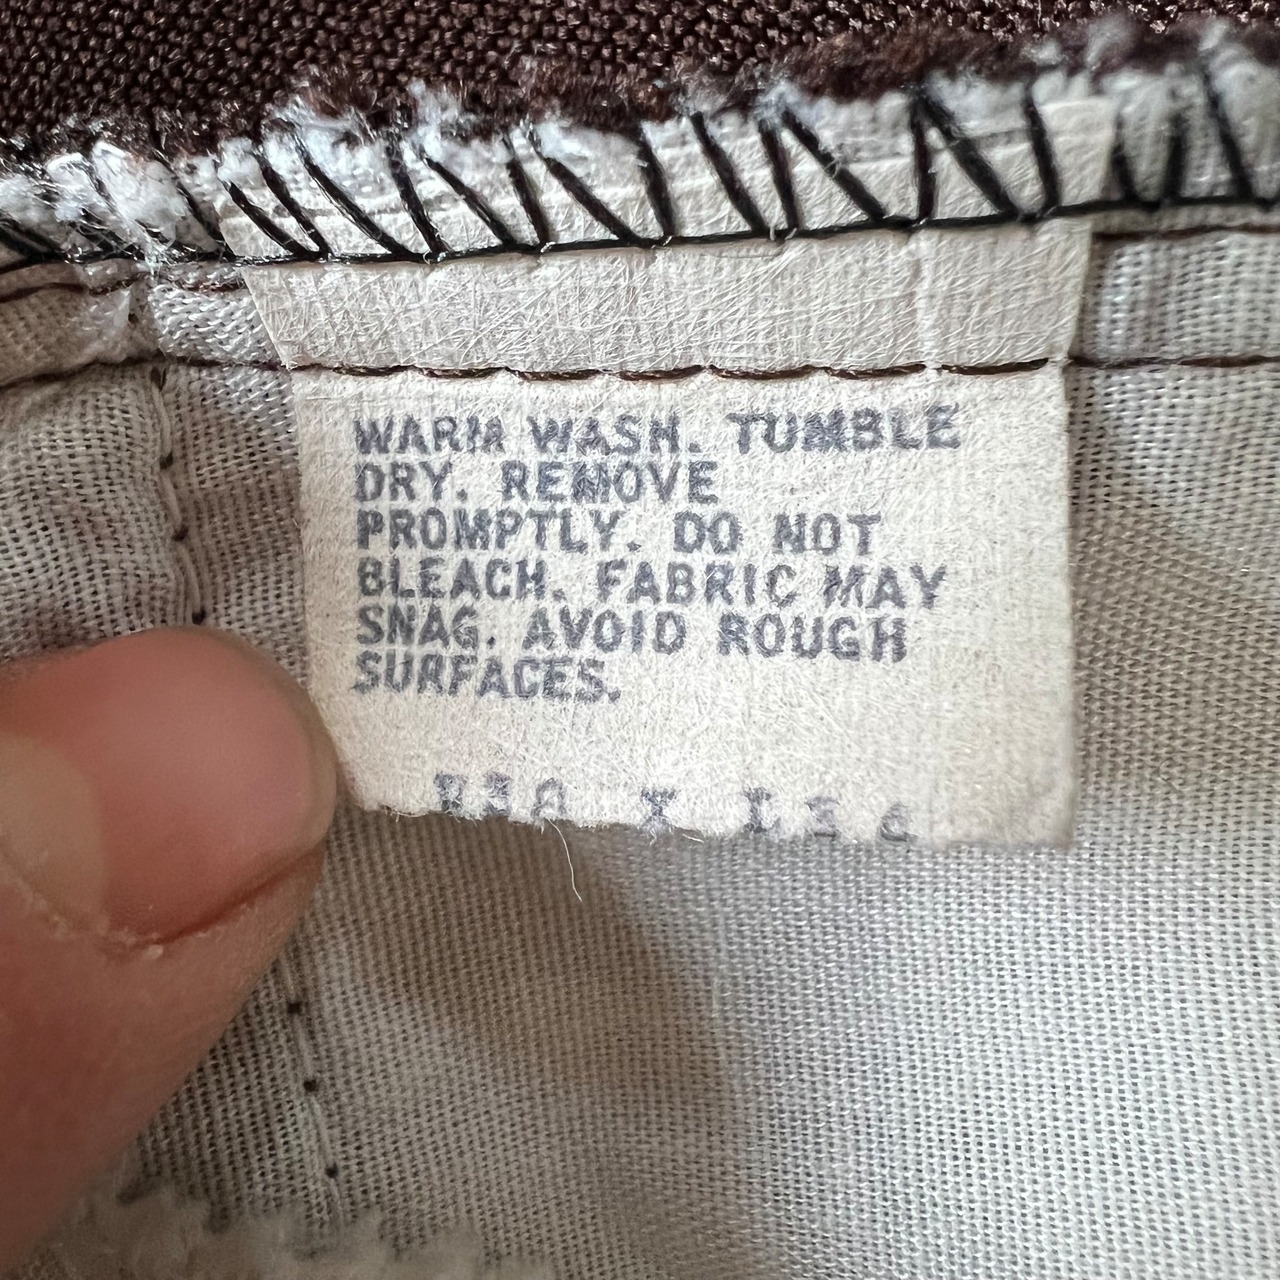 WARM WASH. TUMBLE
DRY. REMOVE
PROMPTLY. DO NOT
BLEACH. FABRIC MAY
SNAG. AVOID ROUGH
SURFACES.
X